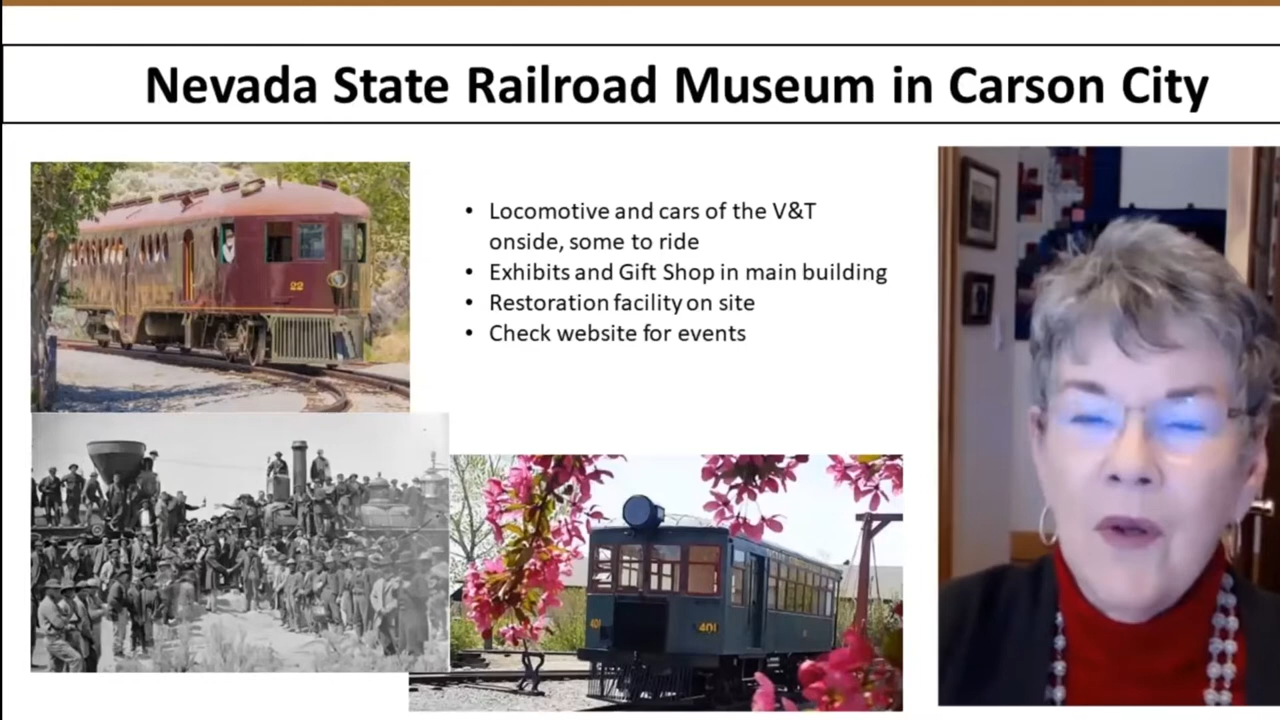 Nevada State Railroad Museum in Carson City
• Locomotive and cars of the V&T
onside, some to ride
• Exhibits and Gift Shop in main building
• Restoration facility on site
• Check website for events
22
401
401